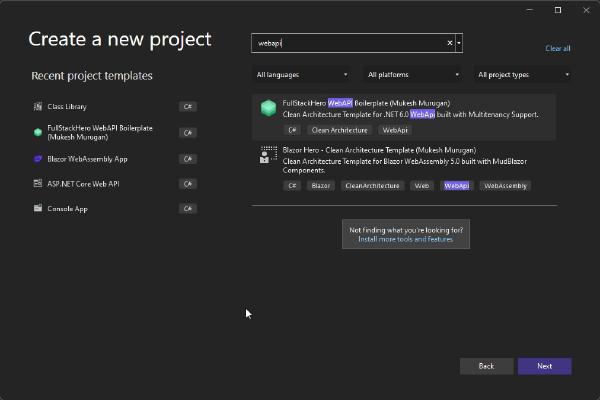 Create a new project
webapi
Clear all
Recent project templates
All languages
All platforms
All project types
Class Library
C#
FullStackHero WebAPI Boilerplate
(Mukesh Murugan)
C#
Blazor WebAssembly App
C#
ASP.NET Core Web API
C#
Console App
C#
FullStackHero WebAPI Boilerplate (Mukesh Murugan)
Clean Architecture Template for .NET 6.0 WebApi built with Multitenancy Support.
C# Clean Architecture WebApi
Blazor Hero - Clean Architecture Template (Mukesh Murugan)
Clean Architecture Template for Blazor WebAssembly 5.0 built with MudBlazor
Components.
C# Blazor CleanArchitecture Web WebApi WebAssembly
Not finding what you're looking for?
Install more tools and features
Back
Next